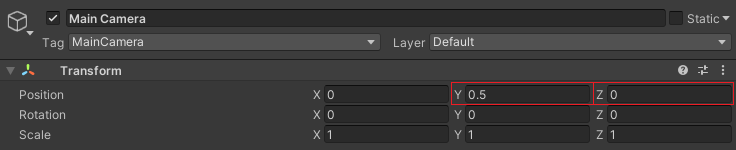 Main Camera Static
Tag MainCamera Layer Default
Transform
Position X 0 Y 0.5 Z 0
Rotation X 0 Y 0 Z 0
Scale X 1 Y 1 Z 1